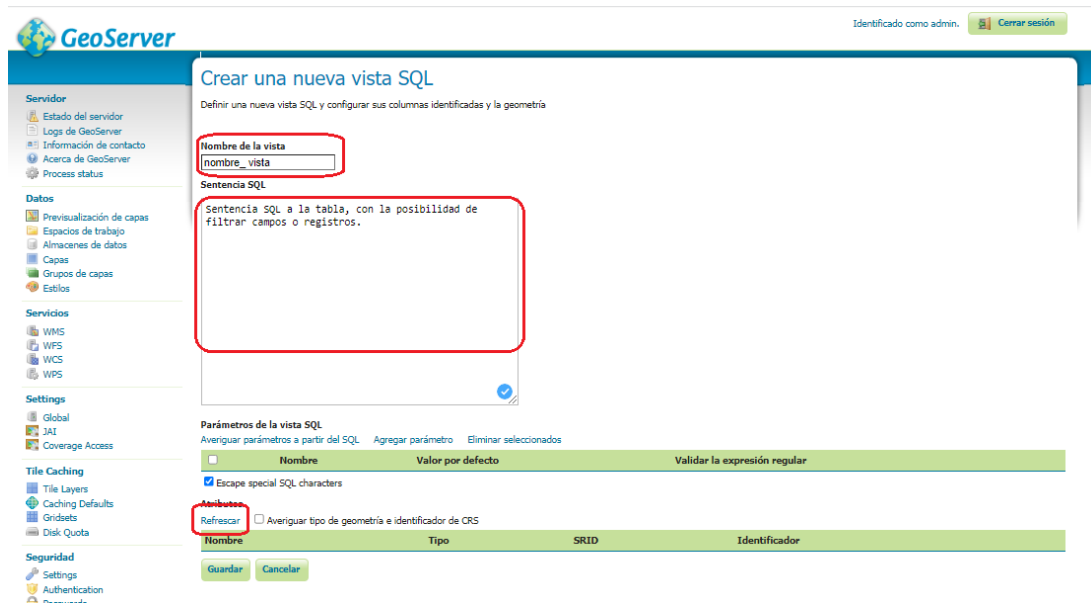 GeoServer
Identificado como admin.
Cerrar sesión
Servidor
Estado del servidor
Logs de GeoServer
Información de contacto
Acerca de GeoServer
Process status
Datos
Previsualización de capas
Espacios de trabajo
Almacenes de datos
Capas
Grupos de capas
Estilos
Servicios
WMS
WFS
WCS
WPS
Settings
Global
JAI
Coverage Access
Tile Caching
Tile Layers
Caching Defaults
Gridsets
Disk Quota
Seguridad
Settings
Authentication
Crear una nueva vista SQL
Definir una nueva vista SQL y configurar sus columnas identificadas y la geometría
Nombre de la vista
nombre_ vista
Sentencia SQL
Sentencia SQL a la tabla, con la posibilidad de
filtrar campos o registros.
Parámetros de la vista SQL
Averiguar parámetros a partir del SQL Agregar parámetro Eliminar seleccionados
Nombre Valor por defecto Validar la expresión regular
Escape special SQL characters
Atributos
Refrescar Averiguar tipo de geometría e identificador de CRS
Nombre Tipo SRID Identificador
Guardar Cancelar